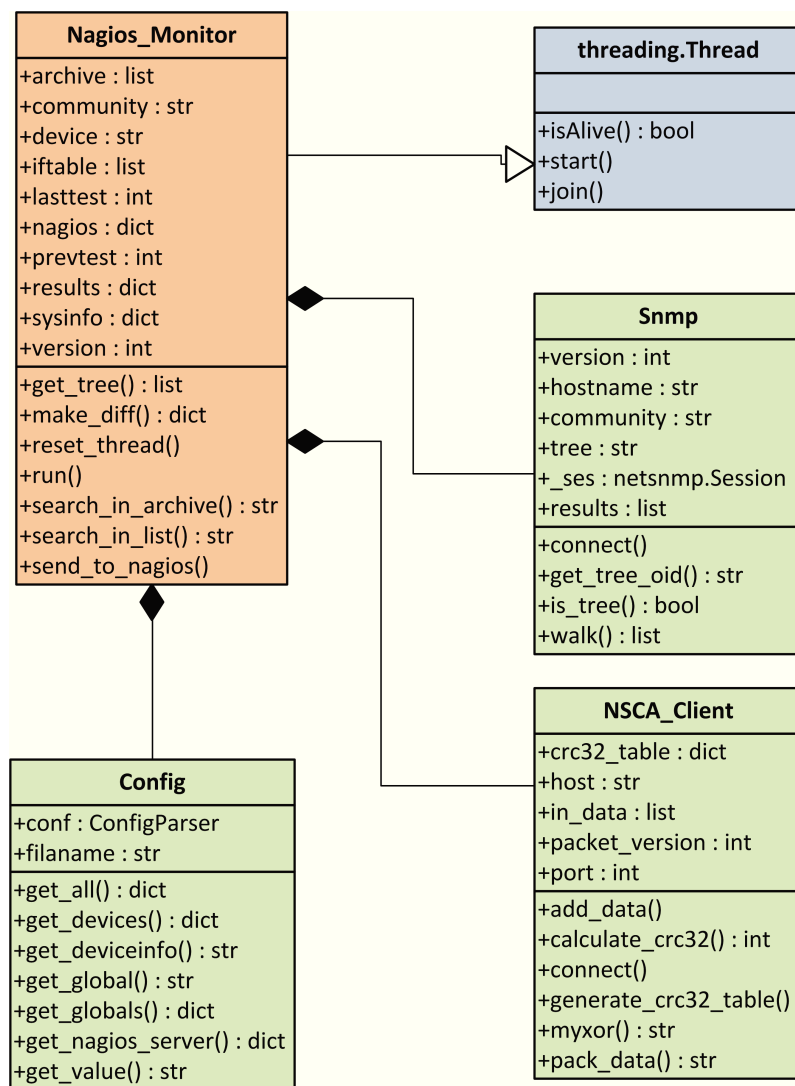 Nagios_Monitor
+archive : list
+community : str
+device : str
+iftable : list
+lasttest : int
+nagios : dict
+prevtest : int
+results : dict
+sysinfo : dict
+version : int
+get_tree() : list
+make_diff() : dict
+reset_thread()
+run()
+search_in_archive() : str
+search_in_list() : str
+send_to_nagios()
threading.Thread
+isAlive() : bool
+start()
+join()
Snmp
+version : int
+hostname : str
+community : str
+tree : str
+_ses : netsnmp.Session
+results : list
+connect()
+get_tree_oid() : str
+is_tree() : bool
+walk() : list
NSCA_Client
+crc32_table : dict
+host : str
+in_data : list
+packet_version : int
+port : int
+add_data()
+calculate_crc32() : int
+connect()
+generate_crc32_table()
+myxor() : str
+pack_data() : str
Config
+conf : ConfigParser
+filaname : str
+get_all() : dict
+get_devices() : dict
+get_deviceinfo() : str
+get_global() : str
+get_globals() : dict
+get_nagios_server() : dict
+get_value() : str